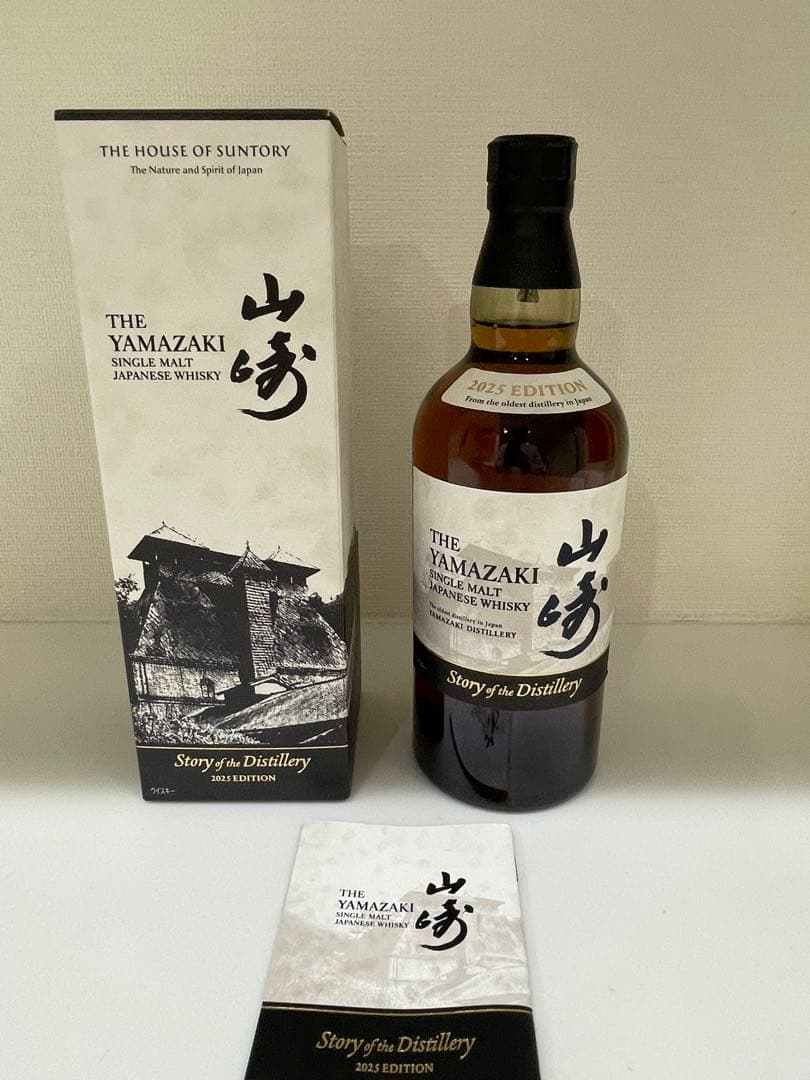 THE HOUSE OF SUNTORY
The Nature and Spirit of Japan
THE
YAMAZAKI
SINGLE MALT
JAPANESE WHISKY
山崎
Story of the Distillery
2025 EDITION
ウイスキー
2025 EDITION
From the oldest distillery in Japan
THE
YAMAZAKI
SINGLE MALT
JAPANESE WHISKY
The oldest distillery in Japan
YAMAZAKI DISTILLERY
山崎
Story of the Distillery
THE
YAMAZAKI
SINGLE MALT
JAPANESE WHISKY
山崎
Story of the Distillery
2025 EDITION